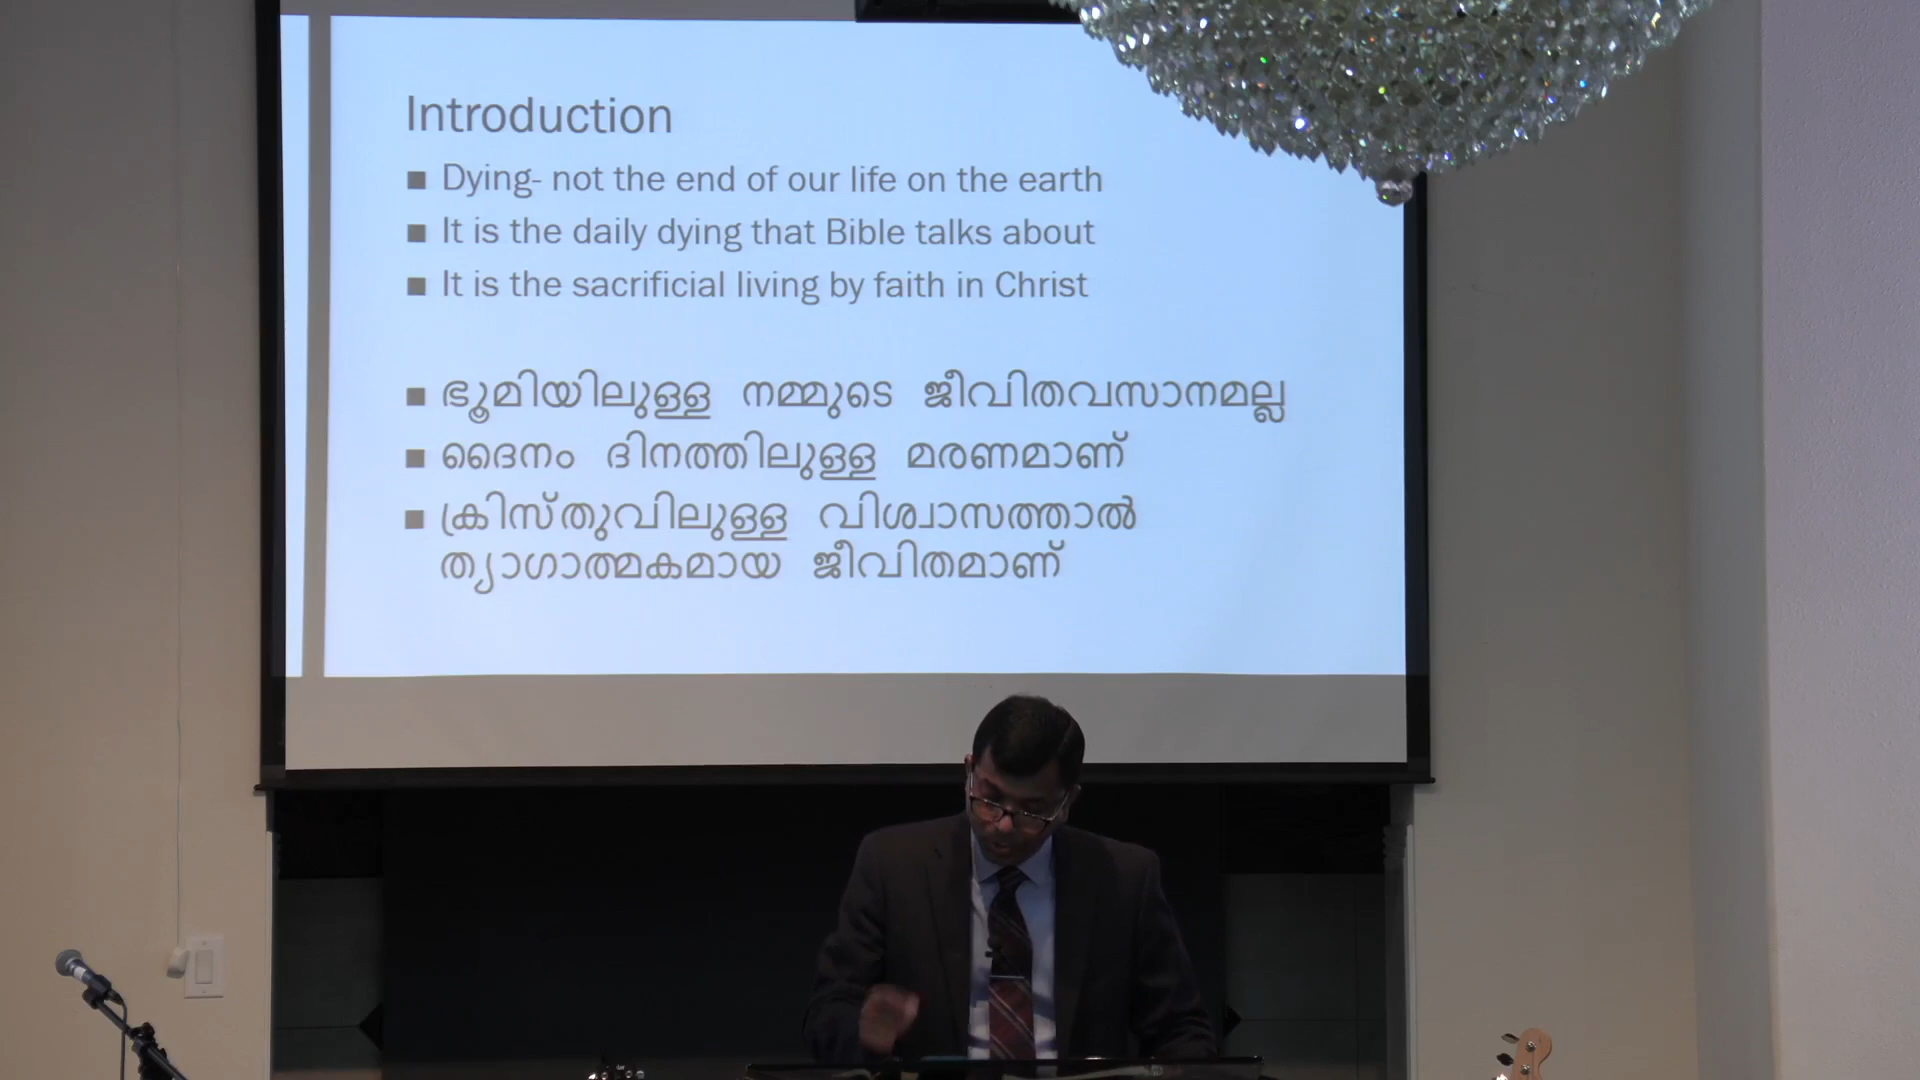 Introduction
■ Dying- not the end of our life on the earth
■ It is the daily dying that Bible talks about
■ It is the sacrificial living by faith in Christ
■ ഭൂമിയിലുള്ള നമ്മുടെ ജീവിതവസാനമല്ല
■ ദൈനം ദിനത്തിലുള്ള മരണമാണ്
■ ക്രിസ്തുവിലുള്ള വിശ്വാസത്താൽ
ത്യാഗാത്മകമായ ജീവിതമാണ്